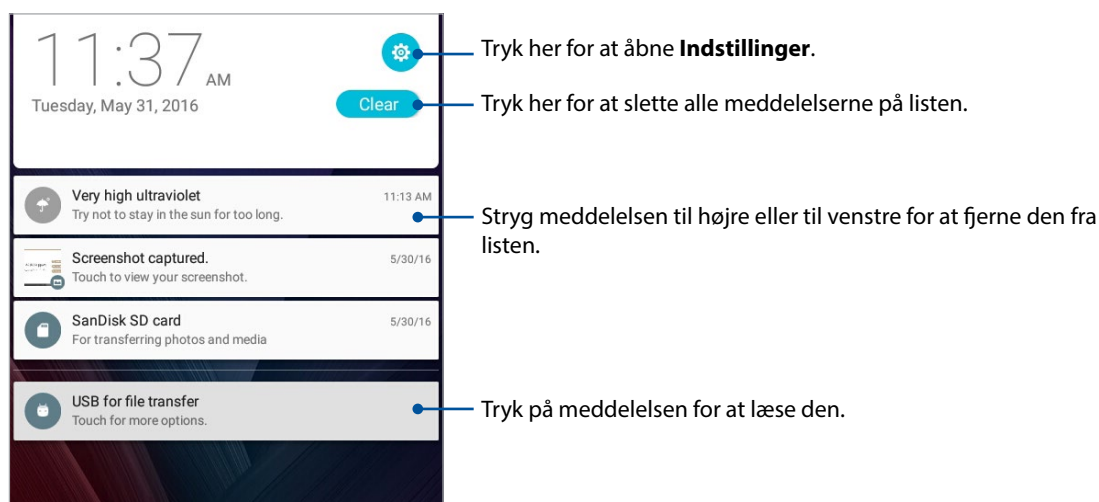 11:37 AM
Tryk her for at åbne Indstillinger.
Tuesday, May 31, 2016
Clear
Tryk her for at slette alle meddelelserne på listen.
Very high ultraviolet 11:13 AM
Try not to stay in the sun for too long.
Stryg meddelelsen til højre eller til venstre for at fjerne den fra
listen.
Screenshot captured. 5/30/16
Touch to view your screenshot.
SanDisk SD card 5/30/16
For transferring photos and media
USB for file transfer
Touch for more options.
Tryk på meddelelsen for at læse den.